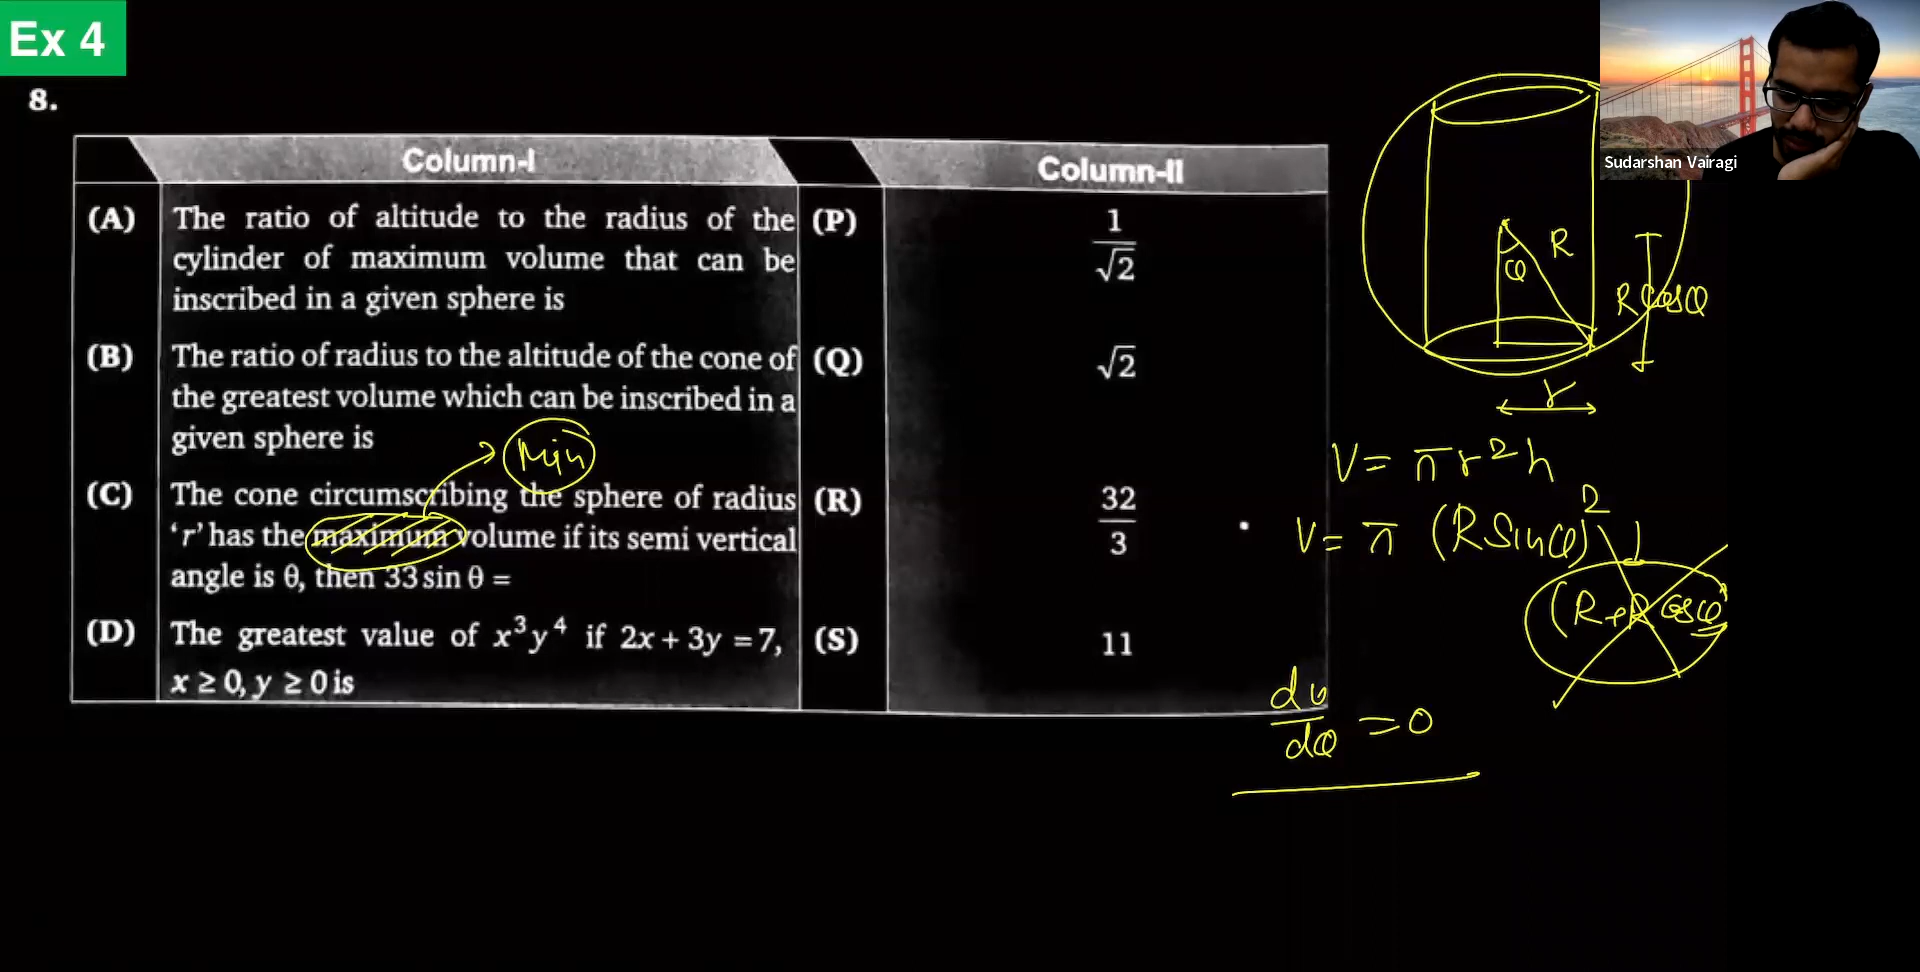 Ex 4
8.
Column-I
Column-II
(A) The ratio of altitude to the radius of the
cylinder of maximum volume that can be
inscribed in a given sphere is
(P) 1/√2
(B) The ratio of radius to the altitude of the cone of
the greatest volume which can be inscribed in a
given sphere is
(Q) √2
Min
(C) The cone circumscribing the sphere of radius
'r' has the maximum volume if its semi vertical
angle is θ, then 33 sin θ =
(R) 32/3
(D) The greatest value of x³y⁴ if 2x + 3y = 7,
x ≥ 0, y ≥ 0 is
(S) 11
Sudarshan Vairagi
R
θ
R cosθ
r
V = πr²h
V = π (R sinθ)²
(R + R cosθ)
dv/dθ = 0